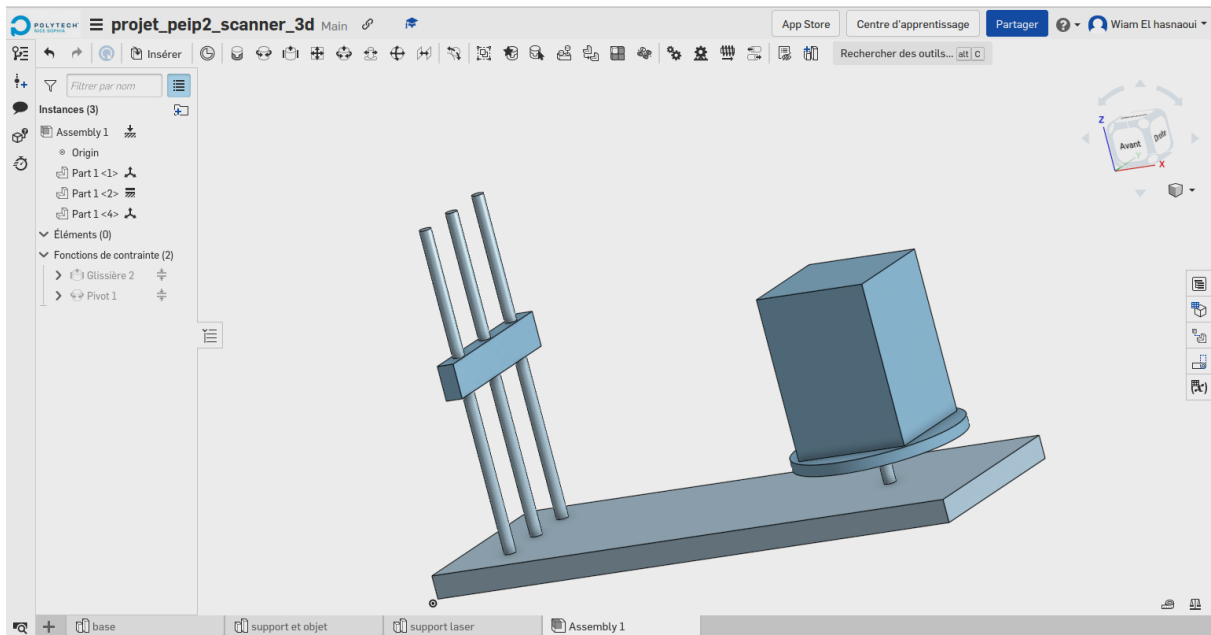 POLYTECH
NICE SOPHIA
projet_peip2_scanner_3d Main
App Store
Centre d'apprentissage
Partager
Wiam El hasnaoui
Insérer
Rechercher des outils... alt C
Filtrer par nom
Instances (3)
Assembly 1
Origin
Part 1 <1>
Part 1 <2>
Part 1 <4>
Éléments (0)
Fonctions de contrainte (2)
Glissière 2
Pivot 1
Z
Avant
Droite
Y
X
(x)
base
support et objet
support laser
Assembly 1